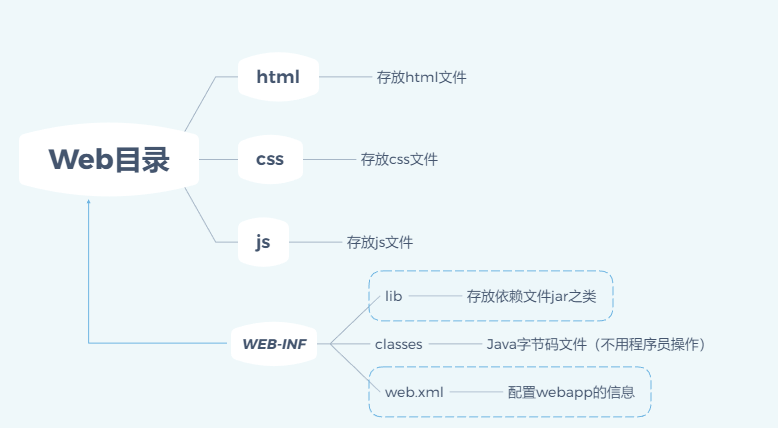 html
存放html文件
Web目录
css
存放css文件
js
存放js文件
lib
存放依赖文件jar之类
WEB-INF
classes
Java字节码文件（不用程序员操作）
web.xml
配置webapp的信息